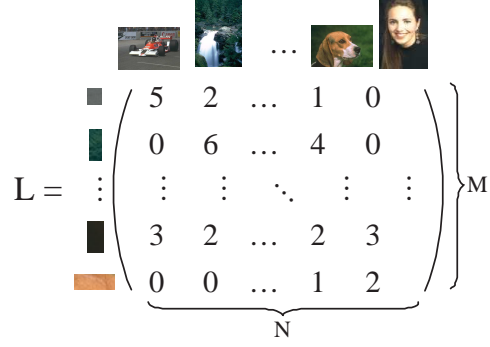 …
5 2 … 1 0
0 6 … 4 0
L = ⋮ ⋮ ⋮ ⋱ ⋮ ⋮ M
3 2 … 2 3
0 0 … 1 2
N